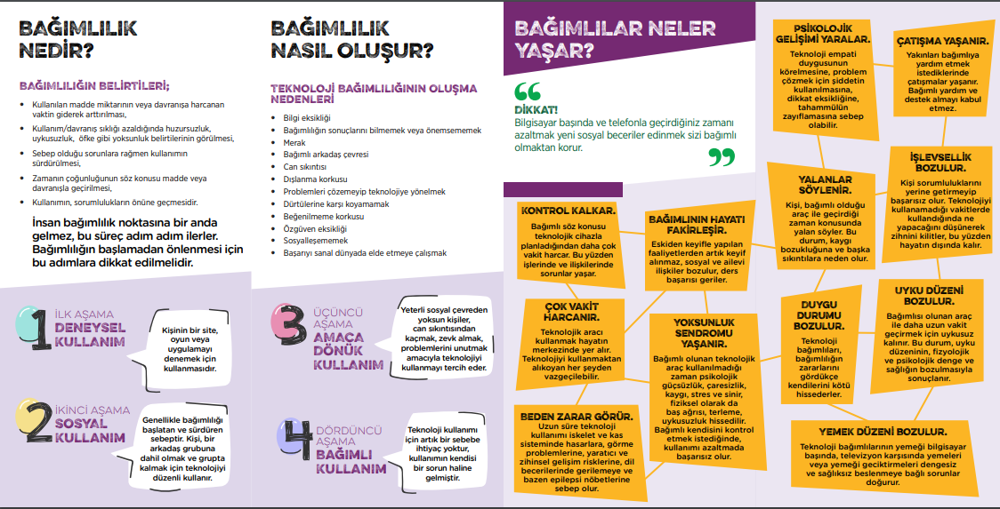 BAĞIMLILIK
NEDİR?
BAĞIMLILIĞIN BELİRTİLERİ;
• Kullanılan madde miktarının veya davranışa harcanan
vaktin giderek arttırılması,
• Kullanım/davranış sıklığı azaldığında huzursuzluk,
uykusuzluk, öfke gibi yoksunluk belirtilerinin görülmesi,
• Sebep olduğu sorunlara rağmen kullanımın
sürdürülmesi,
• Zamanın çoğunluğunun söz konusu madde veya
davranışla geçirilmesi,
• Kullanımın, sorumlulukların önüne geçmesidir.
İnsan bağımlılık noktasına bir anda
gelmez, bu süreç adım adım ilerler.
Bağımlılığın başlamadan önlenmesi için
bu adımlara dikkat edilmelidir.
1
İLK AŞAMA
DENEYSEL
KULLANIM
Kişinin bir site,
oyun veya
uygulamayı
denemek için
kullanmasıdır.
2
İKİNCİ AŞAMA
SOSYAL
KULLANIM
Genellikle bağımlılığı
başlatan ve sürdüren
sebeptir. Kişi, bir
arkadaş grubuna
dahil olmak ve grupta
kalmak için teknolojiyi
düzenli kullanır.
BAĞIMLILIK
NASIL OLUŞUR?
TEKNOLOJİ BAĞIMLILIĞININ OLUŞMA
NEDENLERİ
• Bilgi eksikliği
• Bağımlılığın sonuçlarını bilmemek veya önemsememek
• Merak
• Bağımlı arkadaş çevresi
• Can sıkıntısı
• Dışlanma korkusu
• Problemleri çözemeyip teknolojiye yönelmek
• Dürtülerine karşı koyamamak
• Beğenilmeme korkusu
• Özgüven eksikliği
• Sosyalleşememek
• Başarıyı sanal dünyada elde etmeye çalışmak
3
ÜÇÜNCÜ
AŞAMA
AMACA
DÖNÜK
KULLANIM
Yeterli sosyal çevreden
yoksun kişiler,
can sıkıntısından
kaçmak, zevk almak,
problemlerini unutmak
amacıyla teknolojiyi
kullanmayı tercih eder.
4
DÖRDÜNCÜ
AŞAMA
BAĞIMLI
KULLANIM
Teknoloji kullanımı
için artık bir sebebe
ihtiyaç yoktur,
kullanımın kendisi
bir sorun haline
gelmiştir.
BAĞIMLILAR NELER
YAŞAR?
“
DİKKAT!
Bilgisayar başında ve telefonla geçirdiğiniz zamanı
azaltmak yeni sosyal beceriler edinmek sizi bağımlı
olmaktan korur.
”
KONTROL KALKAR.
Bağımlı söz konusu
teknolojik cihazla
planladığından daha çok
vakit harcar. Bu yüzden
işlerinde ve ilişkilerinde
sorunlar yaşar.
BAĞIMLININ HAYATI
FAKİRLEŞİR.
Eskiden keyifle yapılan
faaliyetlerden artık keyif
alınmaz, sosyal ve ailevi
ilişkiler bozulur, ders
başarısı geriler.
ÇOK VAKİT
HARCANIR.
Teknolojik aracı
kullanmak hayatın
merkezinde yer alır.
Teknolojiyi kullanmaktan
alıkoyan her şeyden
vazgeçilebilir.
YOKSUNLUK
SENDROMU
YAŞANIR.
Bağımlı olunan teknolojik
araç kullanılmadığı
zaman psikolojik
güçsüzlük, çaresizlik,
kaygı, stres ve sinir,
fiziksel olarak da
baş ağrısı, terleme,
uykusuzluk hissedilir.
Bağımlı kendisini kontrol
etmek istediğinde,
kullanımı azaltmada
başarısız olur.
BEDEN ZARAR GÖRÜR.
Uzun süre teknoloji
kullanımı iskelet ve kas
sisteminde hasarlara, görme
problemlerine, yaratıcı ve
zihinsel gelişim risklerine, dil
becerilerinde gerilemeye ve
bazen epilepsi nöbetlerine
sebep olur.
PSİKOLOJİK
GELİŞİMİ YARALAR.
Teknoloji empati
duygusunun
körelmesine, problem
çözmek için şiddetin
kullanılmasına,
dikkat eksikliğine,
tahammülün
zayıflamasına sebep
olabilir.
ÇATIŞMA YAŞANIR.
Yakınları bağımlıya
yardım etmek
istediklerinde
çatışmalar yaşanır.
Bağımlı yardım ve
destek almayı kabul
etmez.
YALANLAR
SÖYLENİR.
Kişi, bağımlı olduğu
araç ile geçirdiği
zaman konusunda
yalan söyler. Bu
durum, kaygı
bozukluğuna ve başka
sıkıntılara neden olur.
İŞLEVSELLİK
BOZULUR.
Kişi sorumluluklarını
yerine getirmeyip
başarısız olur. Teknolojiyi
kullanamadığı vakitlerde
kullandığında ne
yapacağını düşünerek
zihnini kilitler, bu yüzden
hayatın dışında kalır.
DUYGU
DURUMU
BOZULUR.
Teknoloji
bağımlıları,
bağımlılığın
zararlarını
gördükçe
kendilerini kötü
hissederler.
UYKU DÜZENİ
BOZULUR.
Bağımlısı olunan araç
ile daha uzun vakit
geçirmek için uykusuz
kalınır. Bu durum, uyku
düzeninin, fizyolojik
ve psikolojik denge ve
sağlığın bozulmasıyla
sonuçlanır.
YEMEK DÜZENİ BOZULUR.
Teknoloji bağımlılarının yemeği bilgisayar
başında, televizyon karşısında yemeleri
veya yemeği geciktirmeleri dengesiz
ve sağlıksız beslenmeye bağlı sorunlar
doğurur.